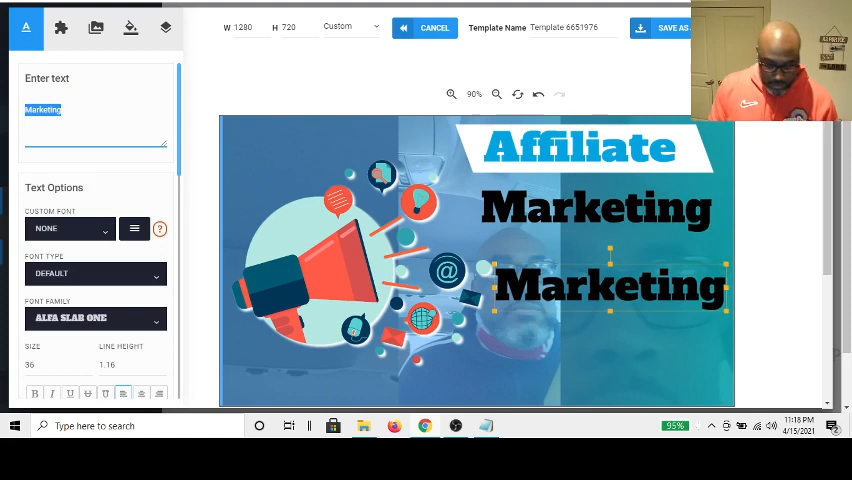 A
W 1280
H 720
Custom
CANCEL
Template Name
Template 6651976
SAVE AS
Enter text
Marketing
90%
Text Options
CUSTOM FONT
NONE
?
FONT TYPE
DEFAULT
FONT FAMILY
ALFA SLAB ONE
SIZE
LINE HEIGHT
36
1.16
B I U S U
Affiliate
Marketing
Marketing
@
Type here to search
95%
11:18 PM
4/15/2021
2